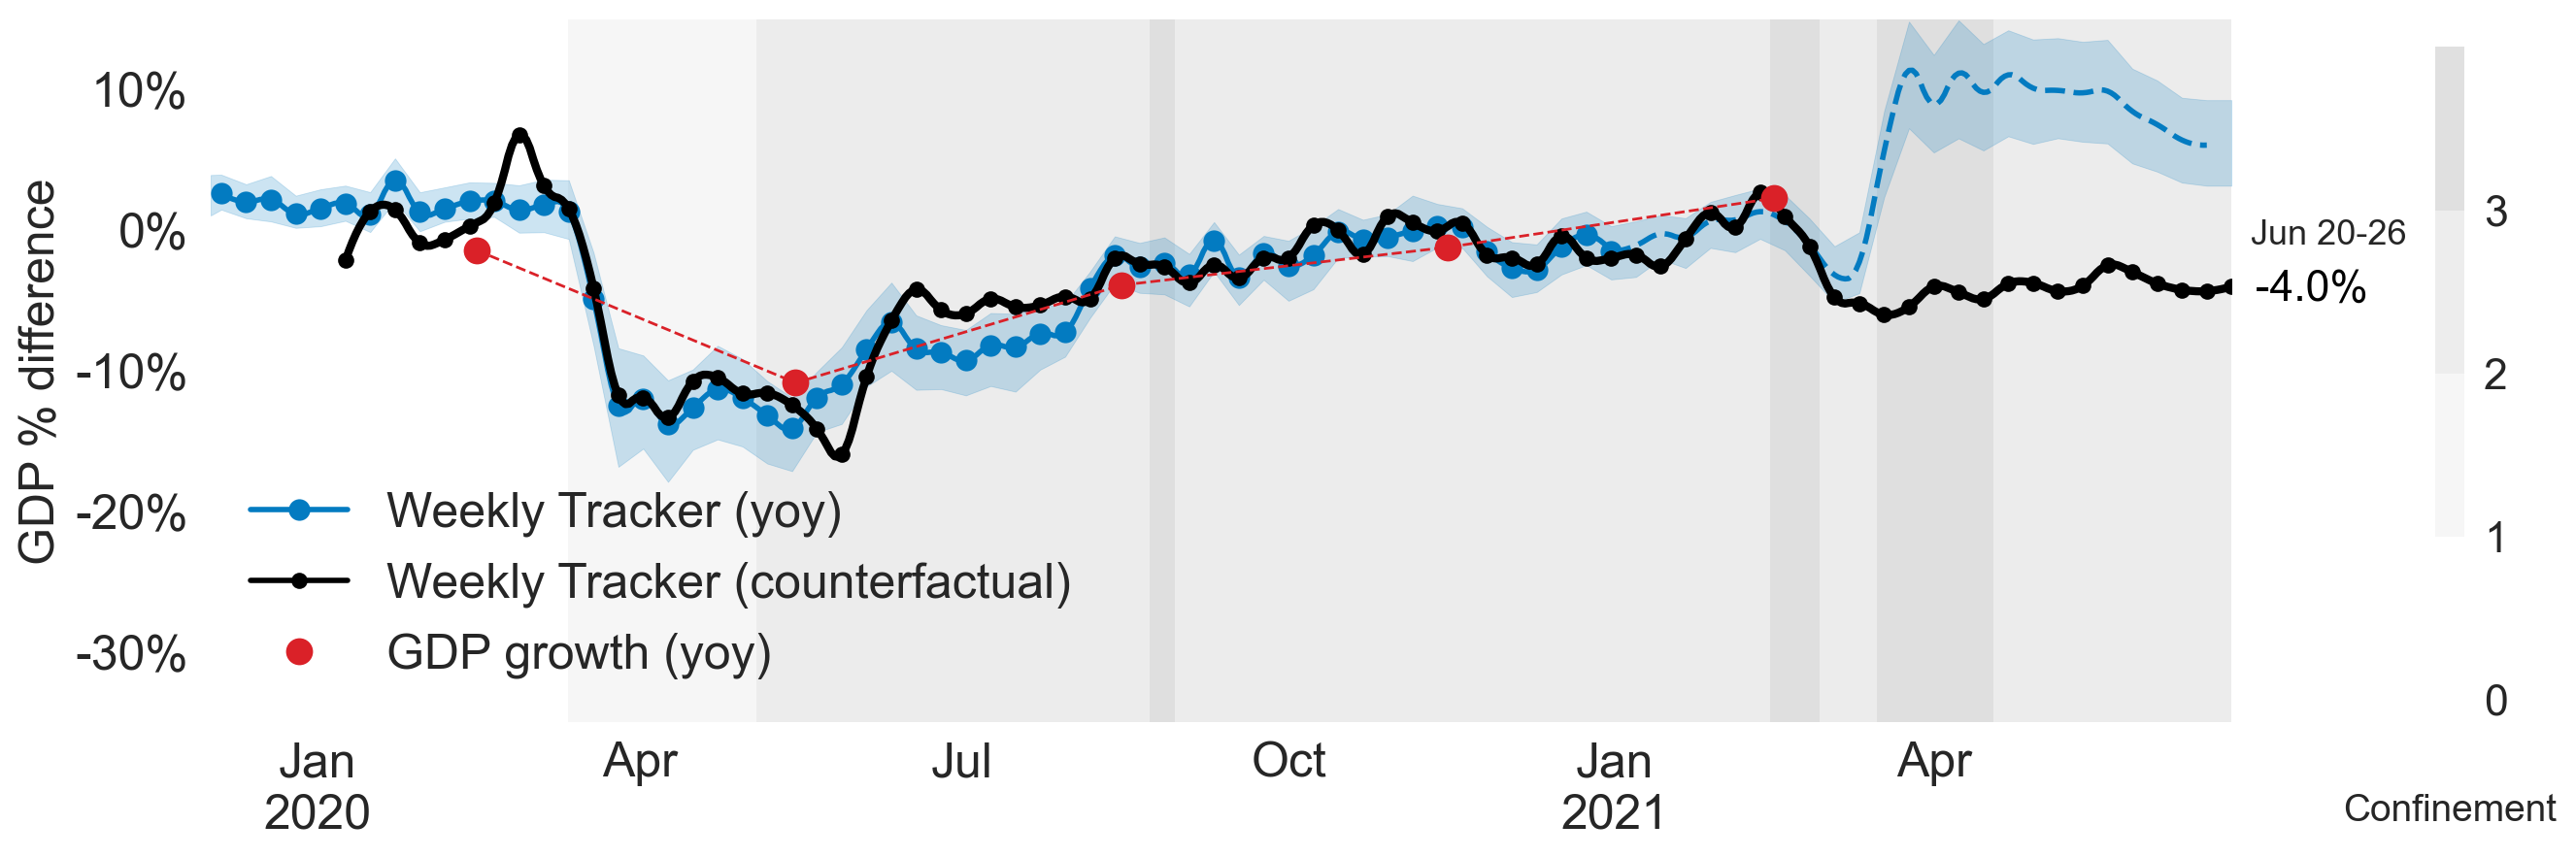 GDP % difference
10%
0%
-10%
-20%
-30%
Weekly Tracker (yoy)
Weekly Tracker (counterfactual)
GDP growth (yoy)
Jan
2020
Apr
Jul
Oct
Jan
2021
Apr
Jun 20-26
-4.0%
3
2
1
0
Confinement